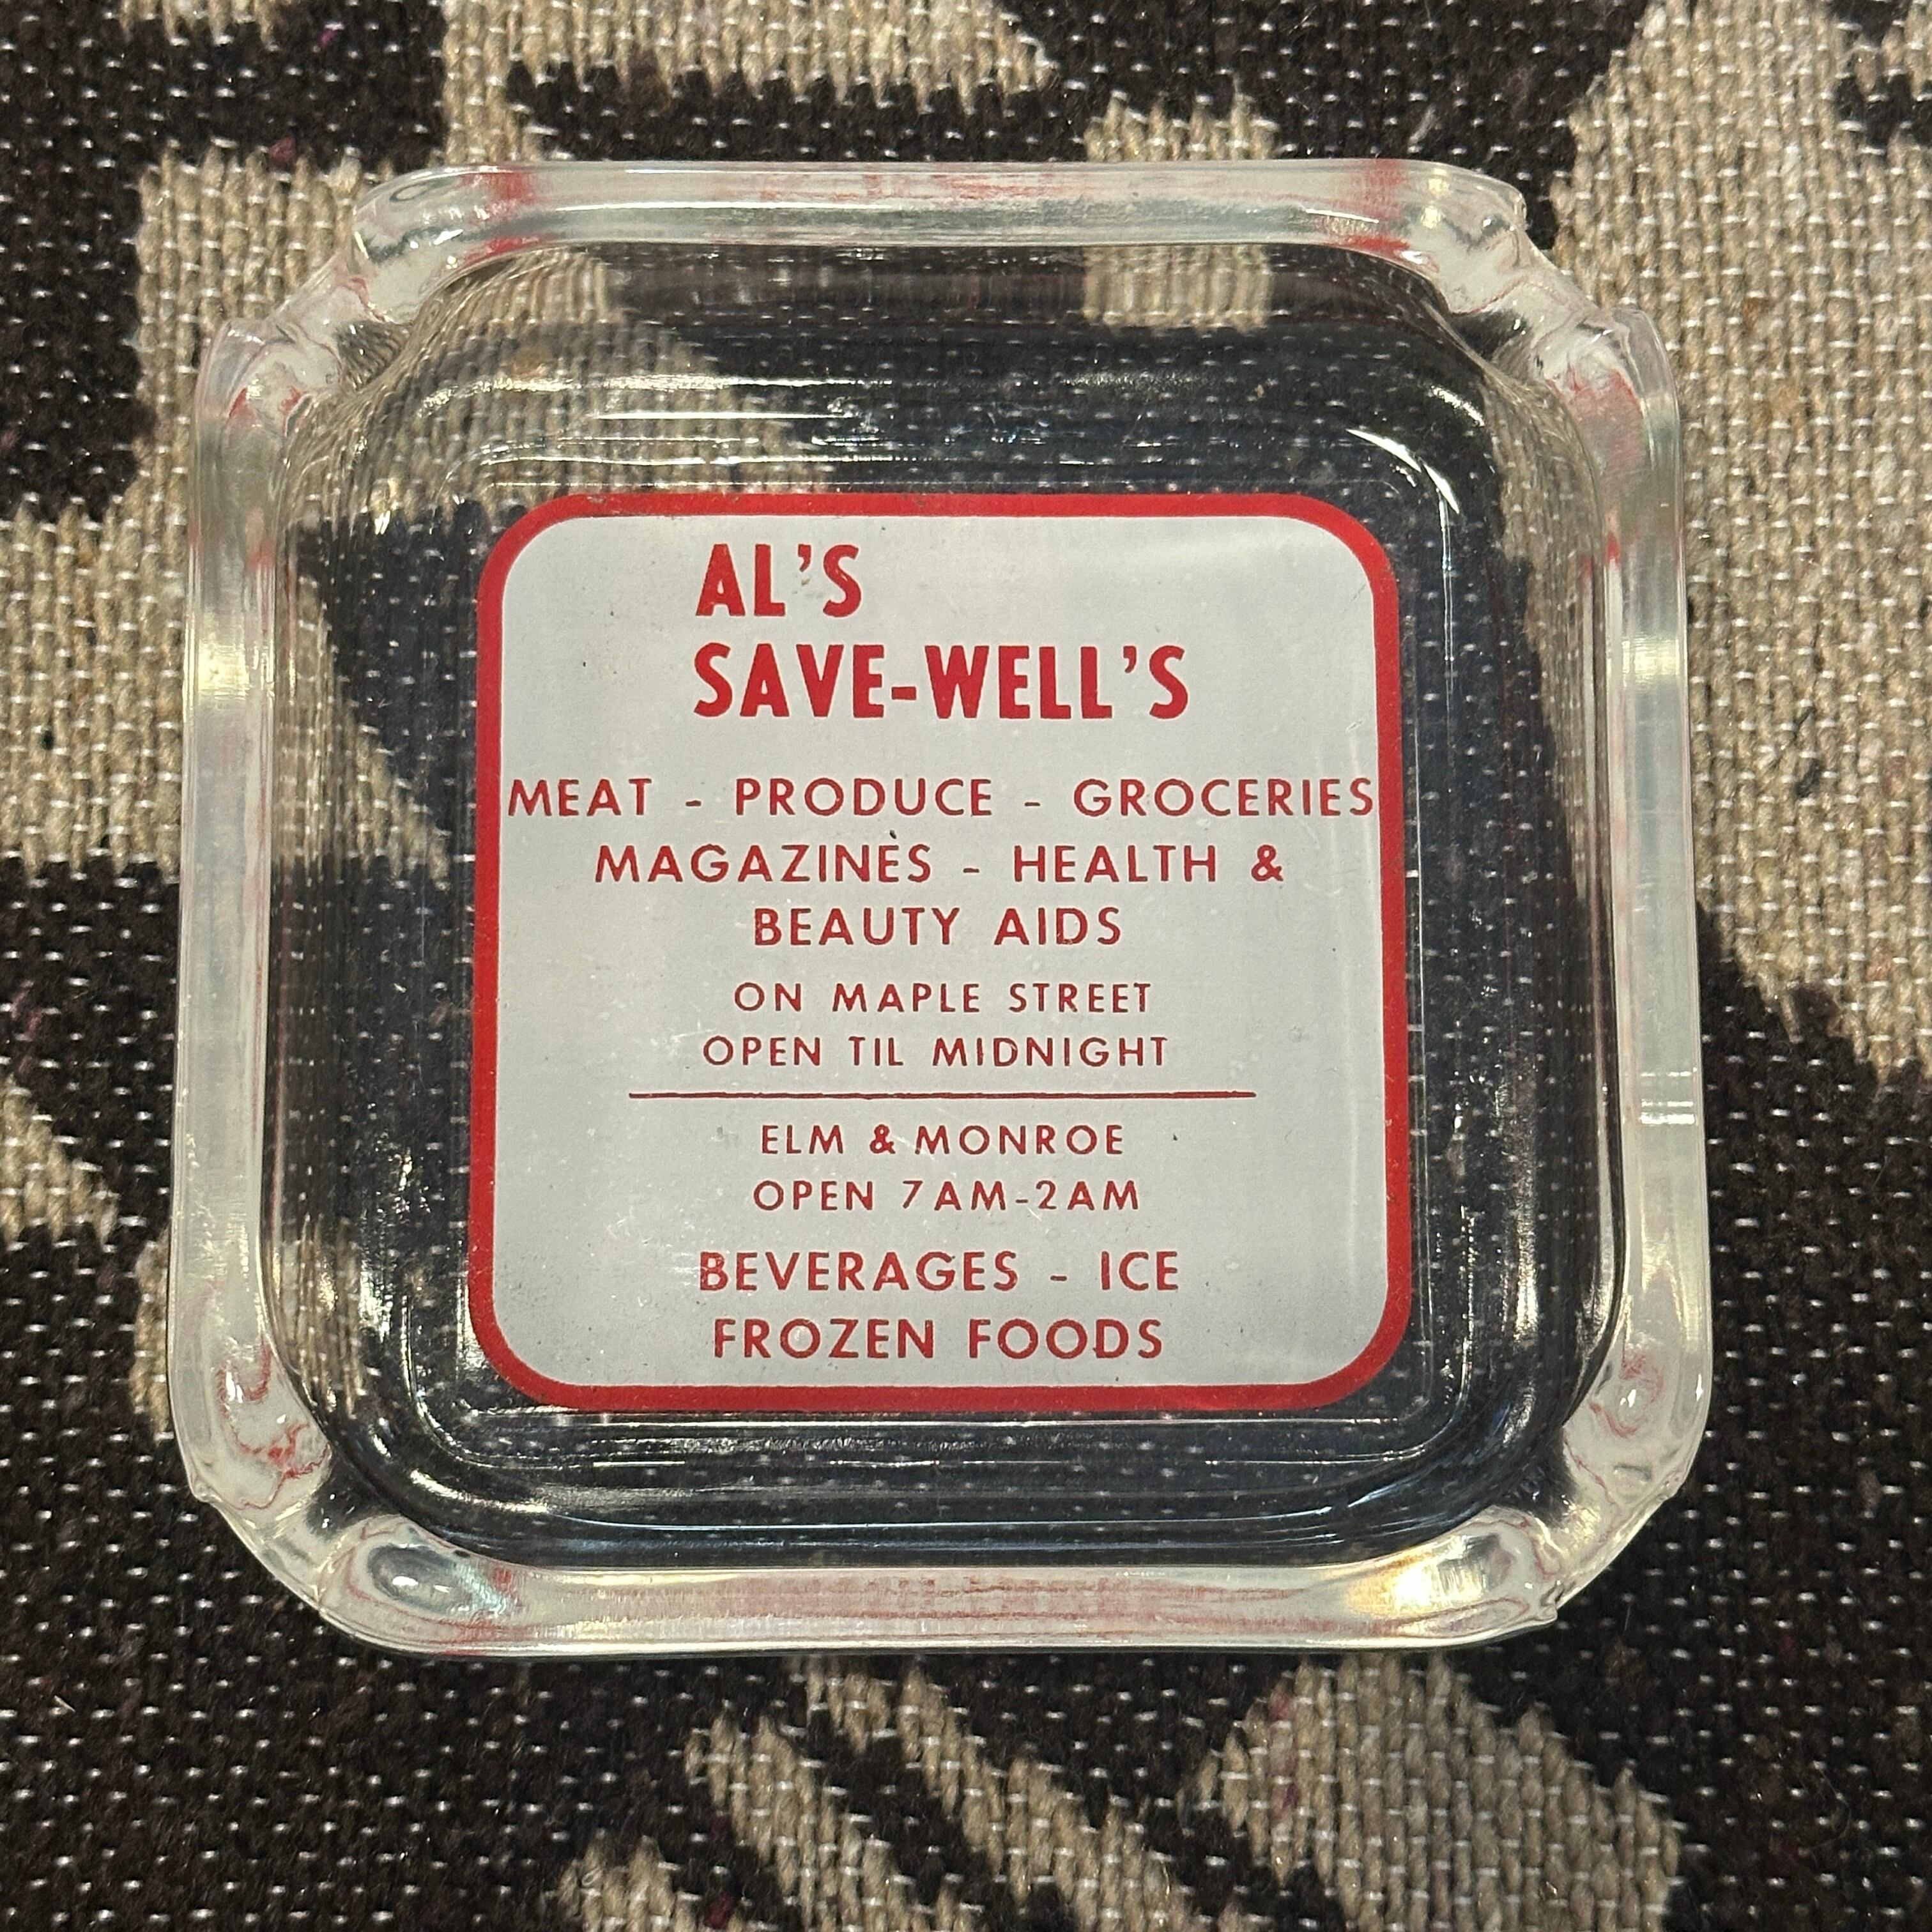 AL'S
SAVE-WELL'S
MEAT - PRODUCE - GROCERIES
MAGAZINES - HEALTH &
BEAUTY AIDS
ON MAPLE STREET
OPEN TIL MIDNIGHT
ELM & MONROE
OPEN 7AM-2AM
BEVERAGES - ICE
FROZEN FOODS